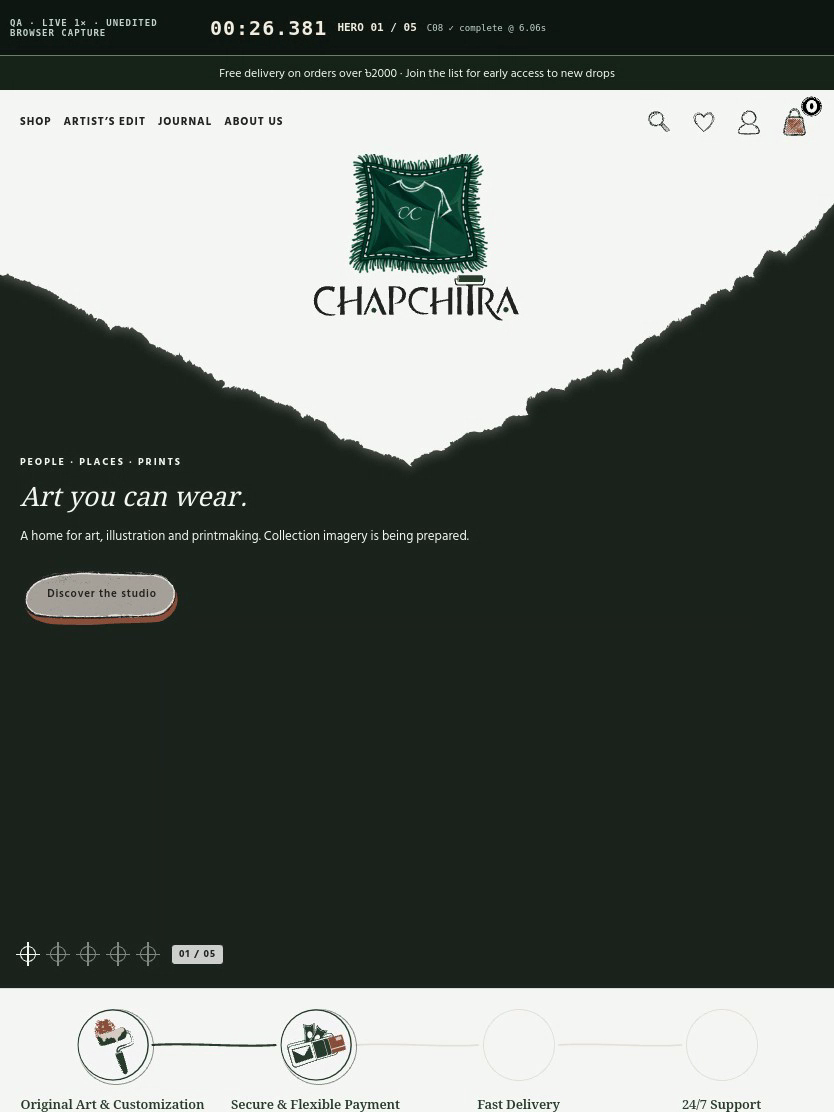 QA · LIVE 1× · UNEDITED
BROWSER CAPTURE
00:26.381 HERO 01 / 05 C08 ✓ complete @ 6.06s
Free delivery on orders over ৳2000 · Join the list for early access to new drops
SHOP ARTIST’S EDIT JOURNAL ABOUT US
0
CC
CHAPCHITRA
PEOPLE · PLACES · PRINTS
Art you can wear.
A home for art, illustration and printmaking. Collection imagery is being prepared.
Discover the studio
01 / 05
Original Art & Customization Secure & Flexible Payment Fast Delivery 24/7 Support